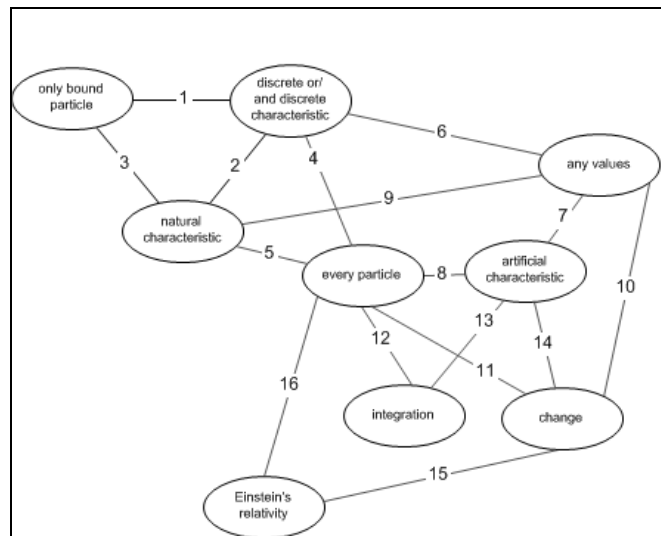 only bound
particle
1
discrete or/
and discrete
characteristic
6
3
2
4
any values
9
7
natural
characteristic
5
every particle
8
artificial
characteristic
10
13
12
11
14
16
integration
change
15
Einstein's
relativity